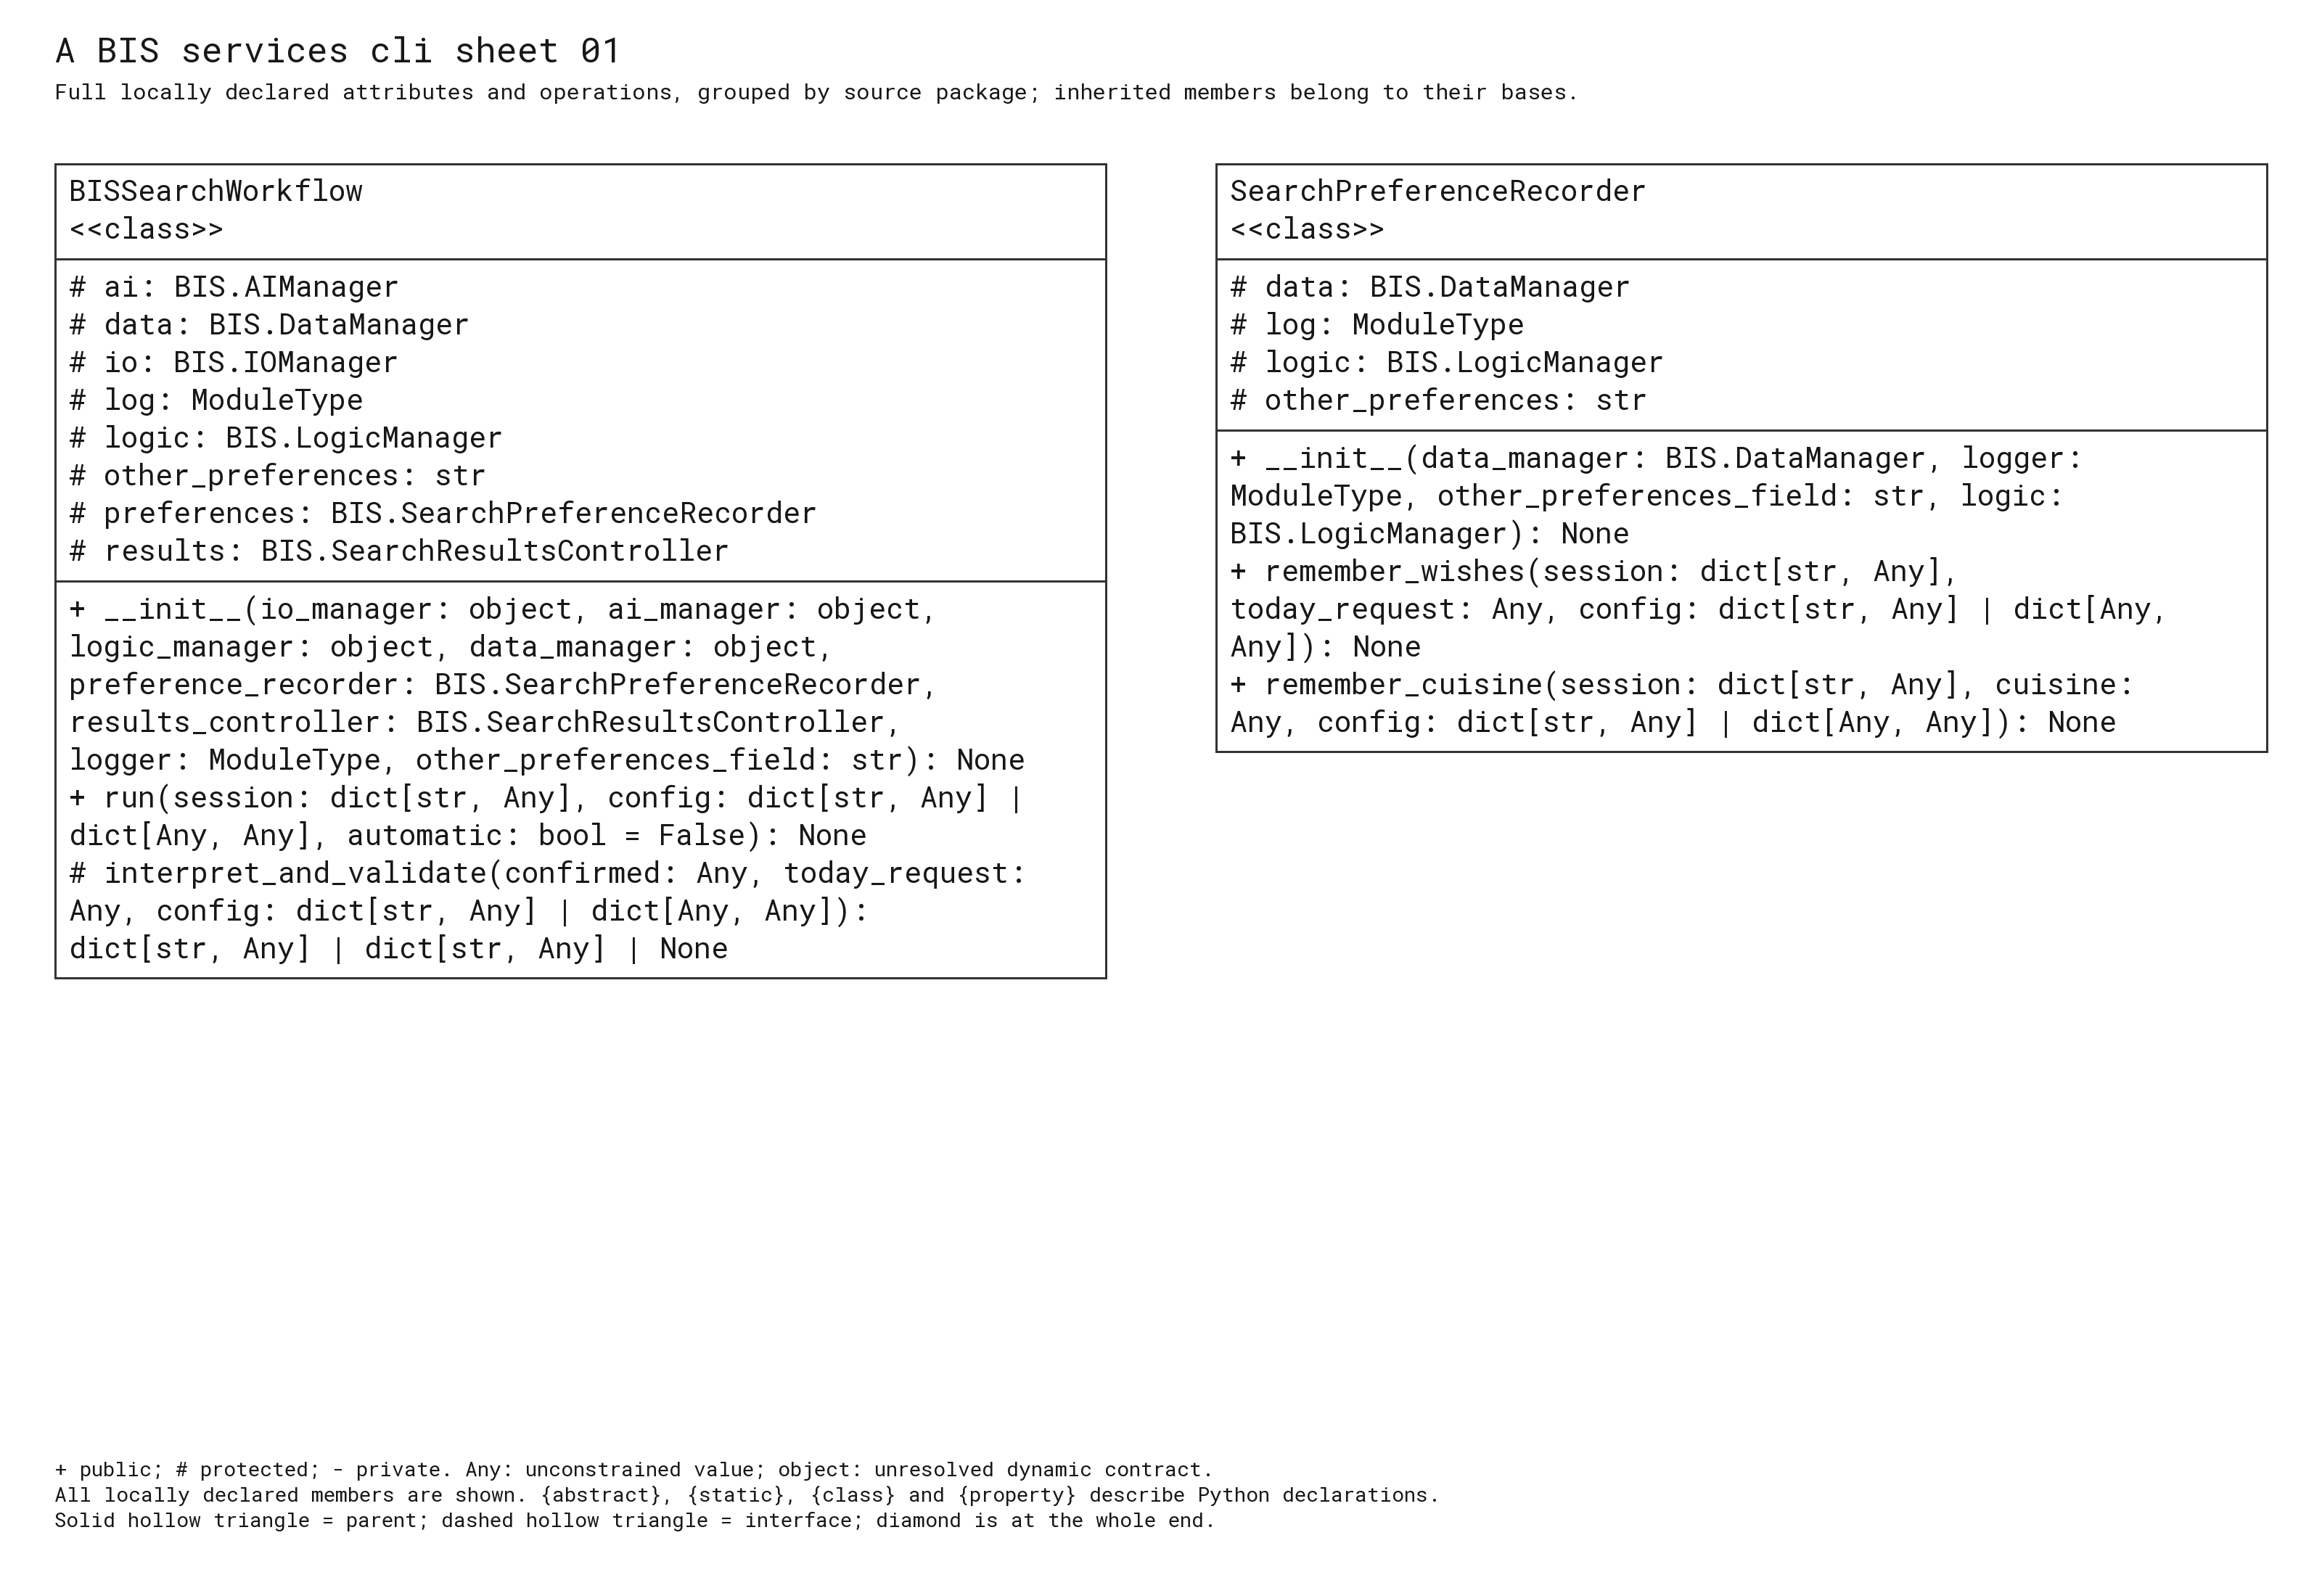 A BIS services cli sheet 01
Full locally declared attributes and operations, grouped by source package; inherited members belong to their bases.
BISSearchWorkflow
<<class>>
# ai: BIS.AIManager
# data: BIS.DataManager
# io: BIS.IOManager
# log: ModuleType
# logic: BIS.LogicManager
# other_preferences: str
# preferences: BIS.SearchPreferenceRecorder
# results: BIS.SearchResultsController
+ __init__(io_manager: object, ai_manager: object,
logic_manager: object, data_manager: object,
preference_recorder: BIS.SearchPreferenceRecorder,
results_controller: BIS.SearchResultsController,
logger: ModuleType, other_preferences_field: str): None
+ run(session: dict[str, Any], config: dict[str, Any] |
dict[Any, Any], automatic: bool = False): None
# interpret_and_validate(confirmed: Any, today_request:
Any, config: dict[str, Any] | dict[Any, Any]):
dict[str, Any] | dict[str, Any] | None
SearchPreferenceRecorder
<<class>>
# data: BIS.DataManager
# log: ModuleType
# logic: BIS.LogicManager
# other_preferences: str
+ __init__(data_manager: BIS.DataManager, logger:
ModuleType, other_preferences_field: str, logic:
BIS.LogicManager): None
+ remember_wishes(session: dict[str, Any],
today_request: Any, config: dict[str, Any] | dict[Any,
Any]): None
+ remember_cuisine(session: dict[str, Any], cuisine:
Any, config: dict[str, Any] | dict[Any, Any]): None
+ public; # protected; - private. Any: unconstrained value; object: unresolved dynamic contract.
All locally declared members are shown. {abstract}, {static}, {class} and {property} describe Python declarations.
Solid hollow triangle = parent; dashed hollow triangle = interface; diamond is at the whole end.